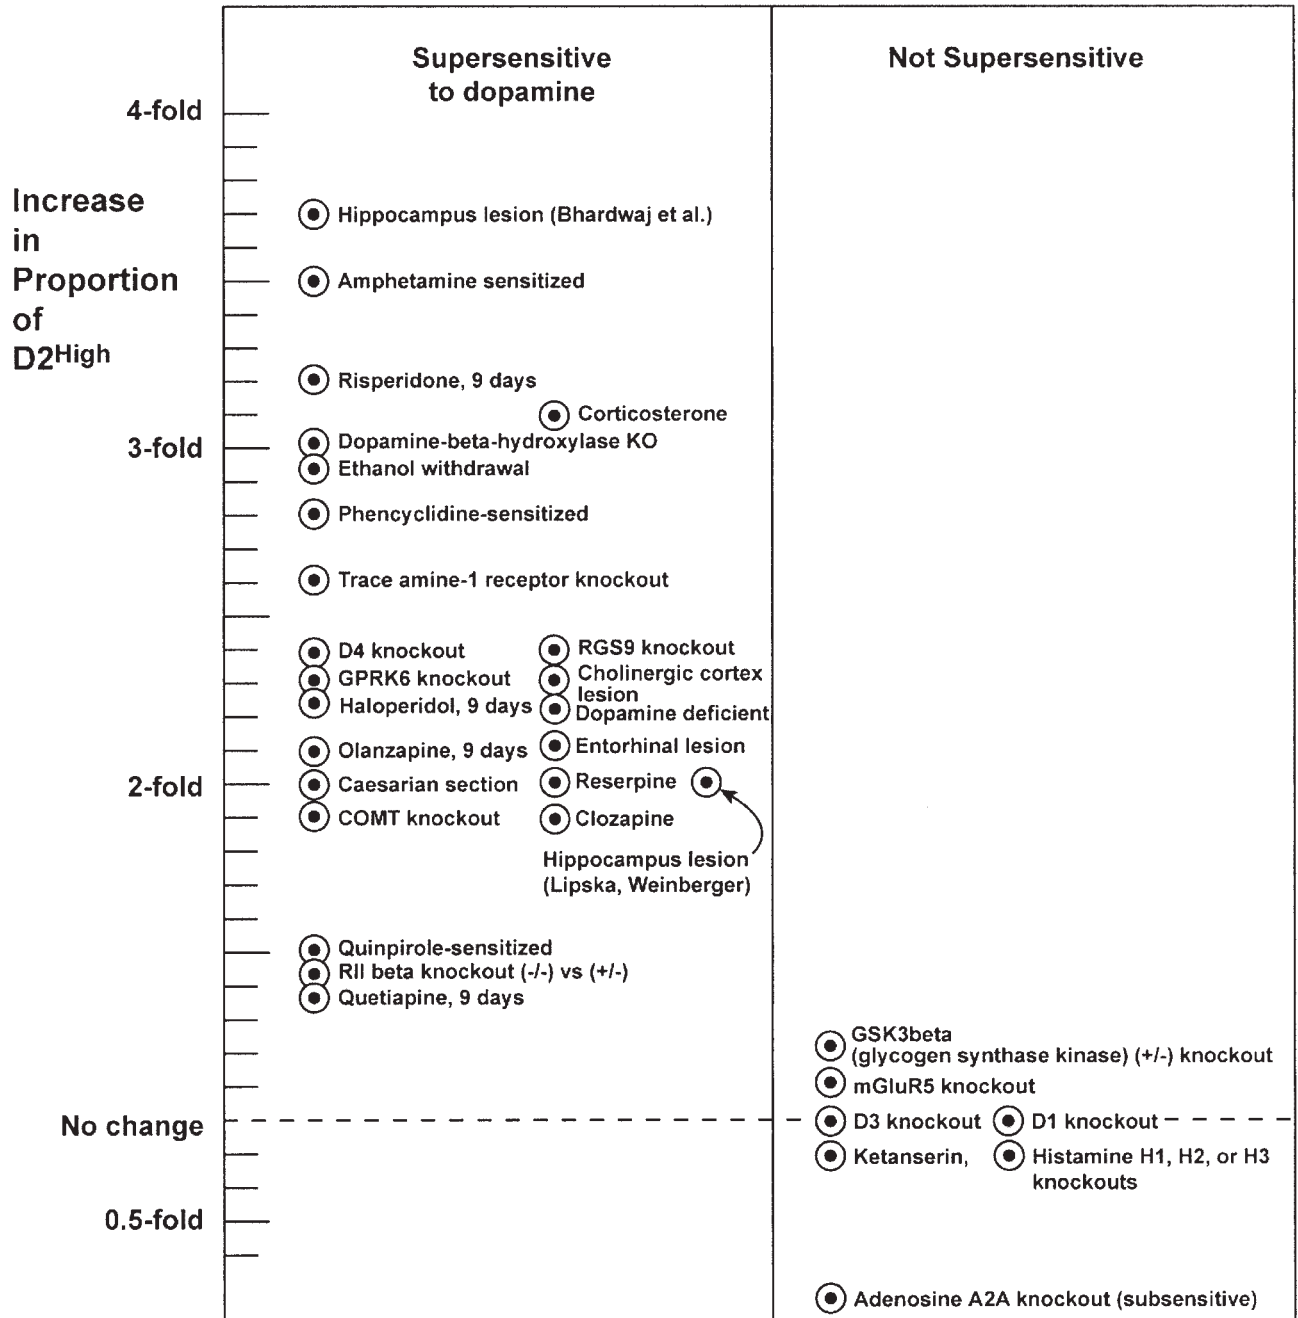 Supersensitive
to dopamine
Not Supersensitive
4-fold
Increase
in
Proportion
of
D2High
Hippocampus lesion (Bhardwaj et al.)
Amphetamine sensitized
Risperidone, 9 days
Corticosterone
3-fold
Dopamine-beta-hydroxylase KO
Ethanol withdrawal
Phencyclidine-sensitized
Trace amine-1 receptor knockout
D4 knockout
RGS9 knockout
GPRK6 knockout
Cholinergic cortex
lesion
Haloperidol, 9 days
Dopamine deficient
Olanzapine, 9 days
Entorhinal lesion
2-fold
Caesarian section
Reserpine
COMT knockout
Clozapine
Hippocampus lesion
(Lipska, Weinberger)
Quinpirole-sensitized
RII beta knockout (-/-) vs (+/-)
Quetiapine, 9 days
GSK3beta
(glycogen synthase kinase) (+/-) knockout
mGluR5 knockout
No change
D3 knockout
D1 knockout
Ketanserin,
Histamine H1, H2, or H3
knockouts
0.5-fold
Adenosine A2A knockout (subsensitive)